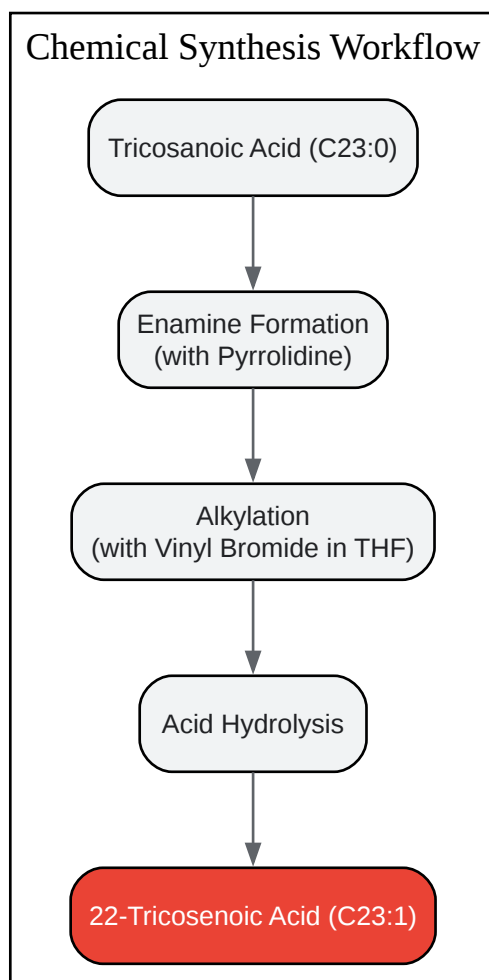 Chemical Synthesis Workflow
Tricosanoic Acid (C23:0)
Enamine Formation
(with Pyrrolidine)
Alkylation
(with Vinyl Bromide in THF)
Acid Hydrolysis
22-Tricosenoic Acid (C23:1)